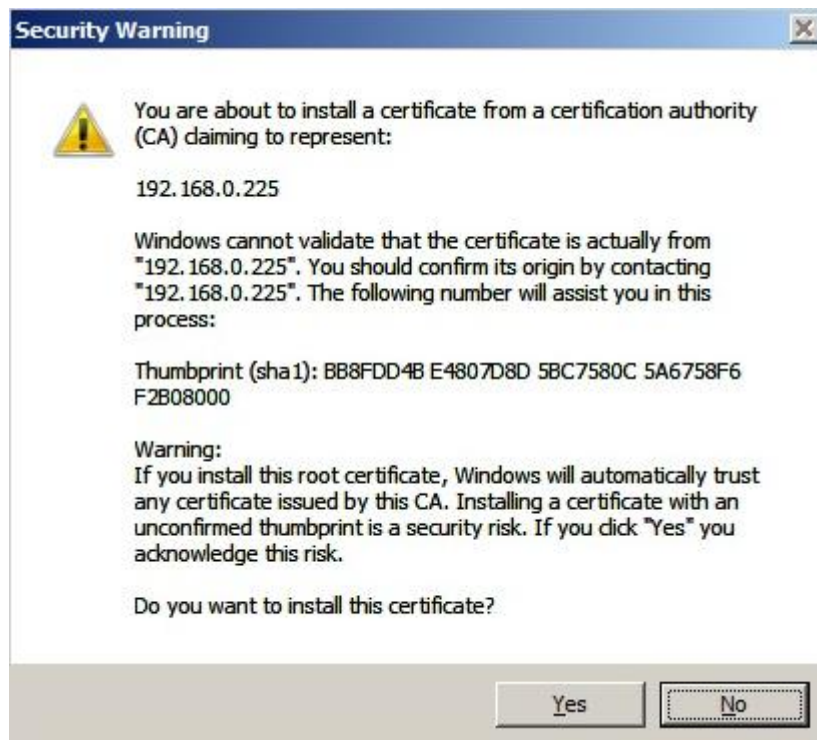 Security Warning
You are about to install a certificate from a certification authority
(CA) claiming to represent:
192.168.0.225
Windows cannot validate that the certificate is actually from
"192.168.0.225". You should confirm its origin by contacting
"192.168.0.225". The following number will assist you in this
process:
Thumbprint (sha1): BB8FDD4B E4807D8D 5BC7580C 5A6758F6
F2B08000
Warning:
If you install this root certificate, Windows will automatically trust
any certificate issued by this CA. Installing a certificate with an
unconfirmed thumbprint is a security risk. If you click "Yes" you
acknowledge this risk.
Do you want to install this certificate?
Yes
No